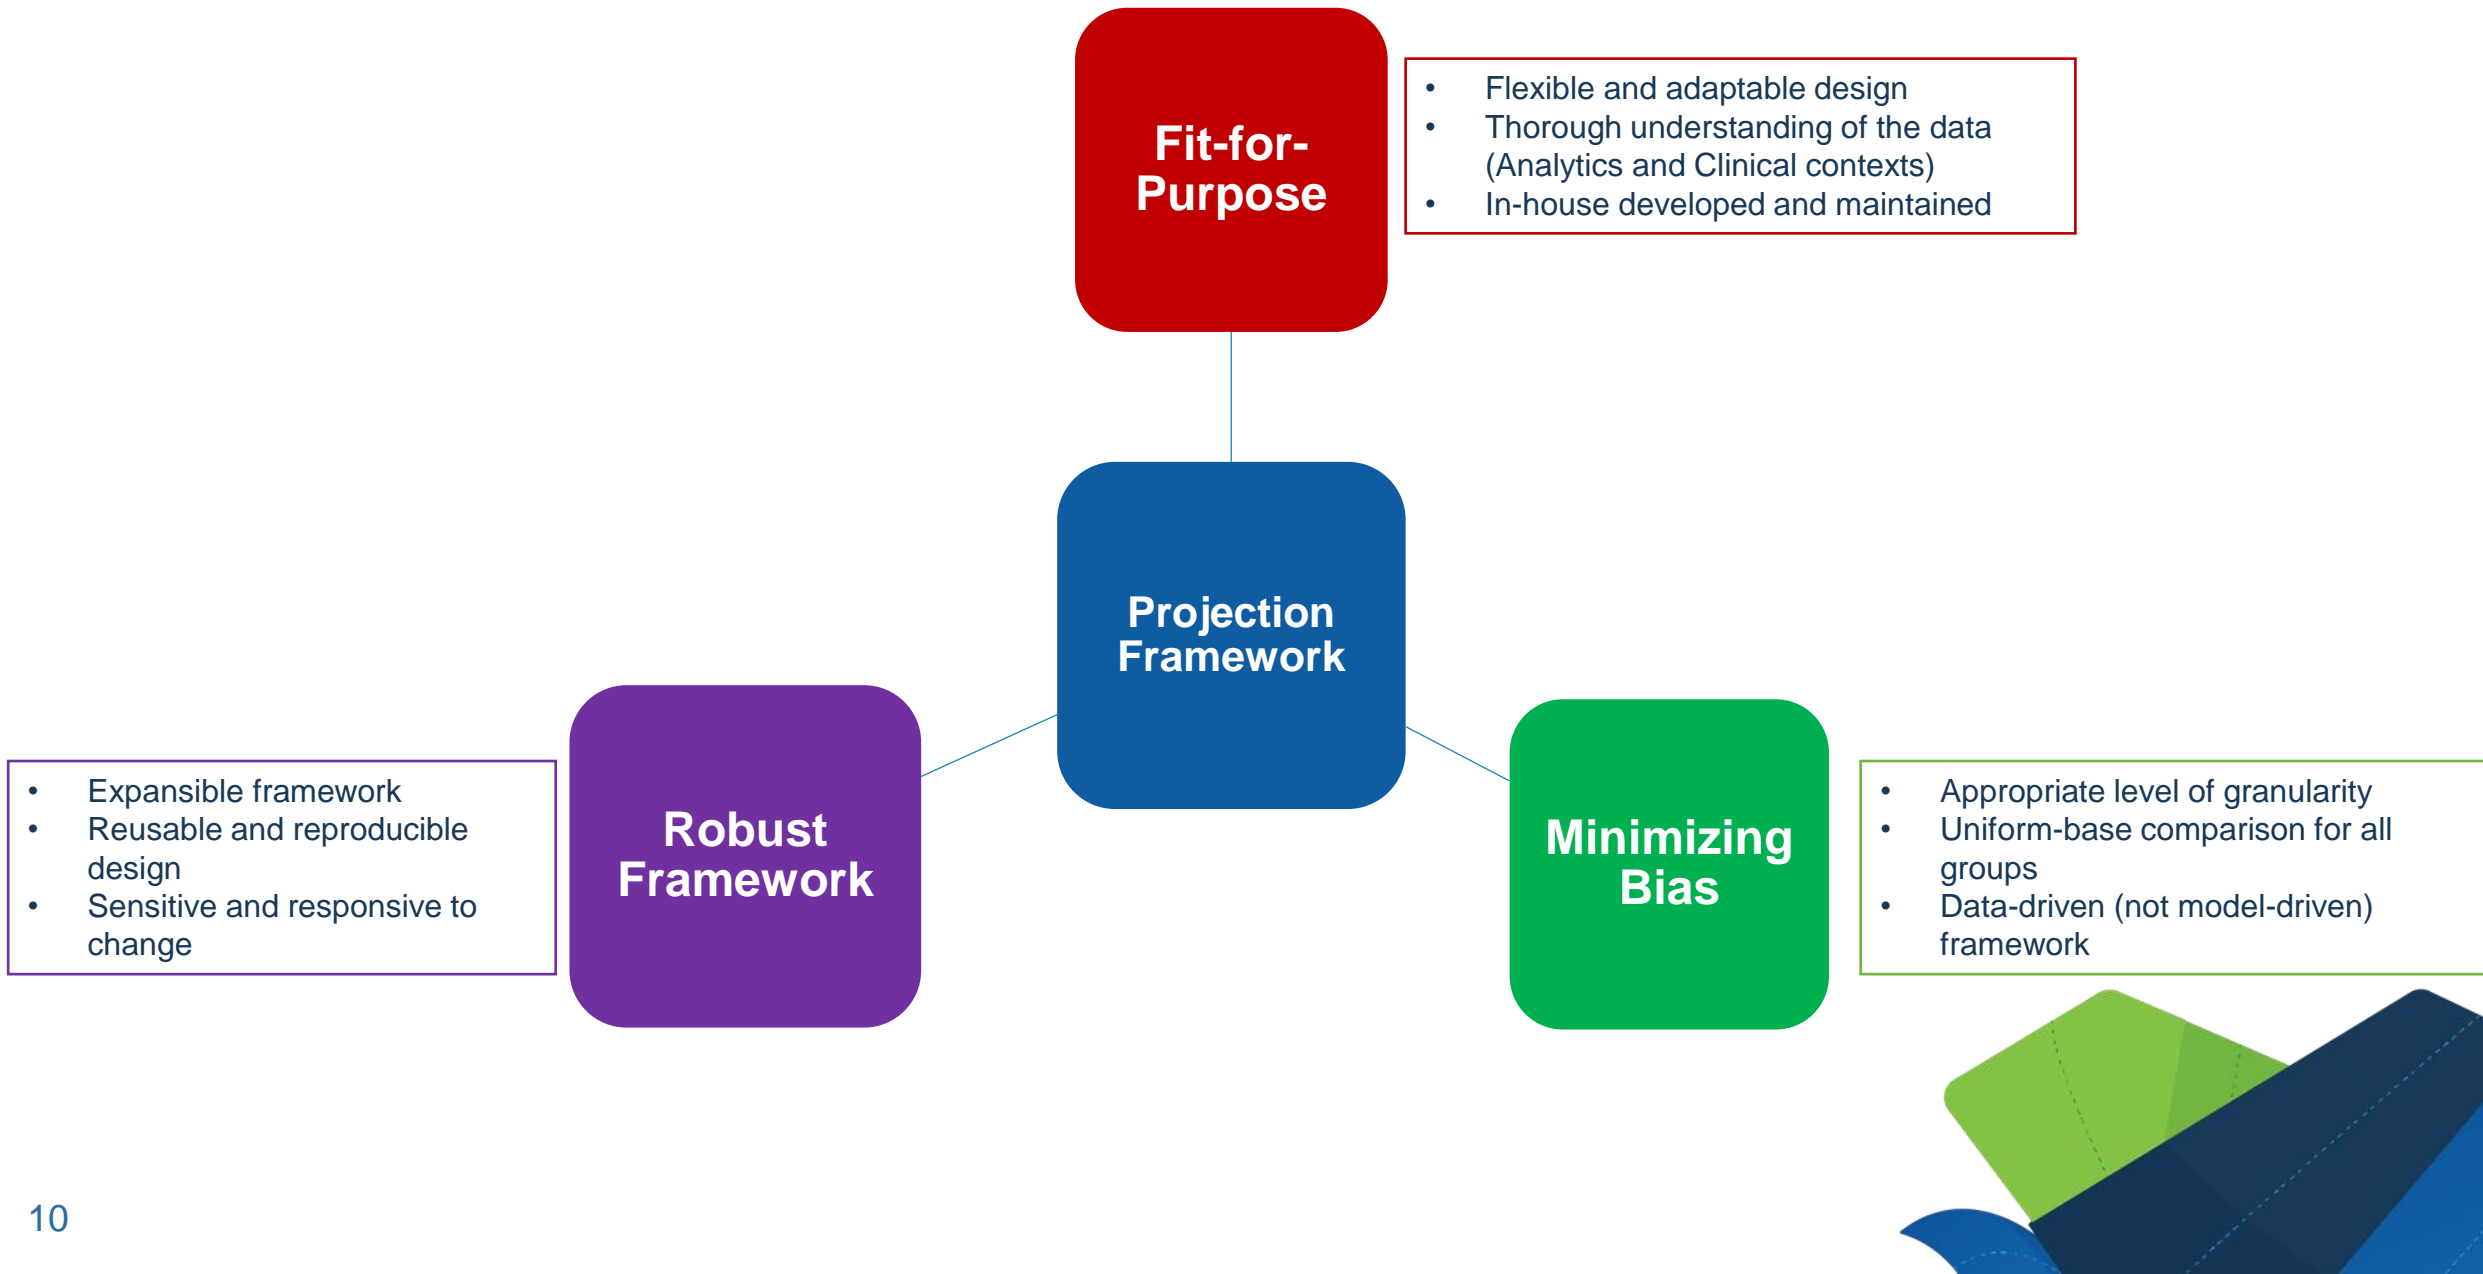 Fit-for-
Purpose
• Flexible and adaptable design
• Thorough understanding of the data
(Analytics and Clinical contexts)
• In-house developed and maintained
Projection
Framework
• Expansible framework
• Reusable and reproducible
design
• Sensitive and responsive to
change
Robust
Framework
Minimizing
Bias
• Appropriate level of granularity
• Uniform-base comparison for all
groups
• Data-driven (not model-driven)
framework
10